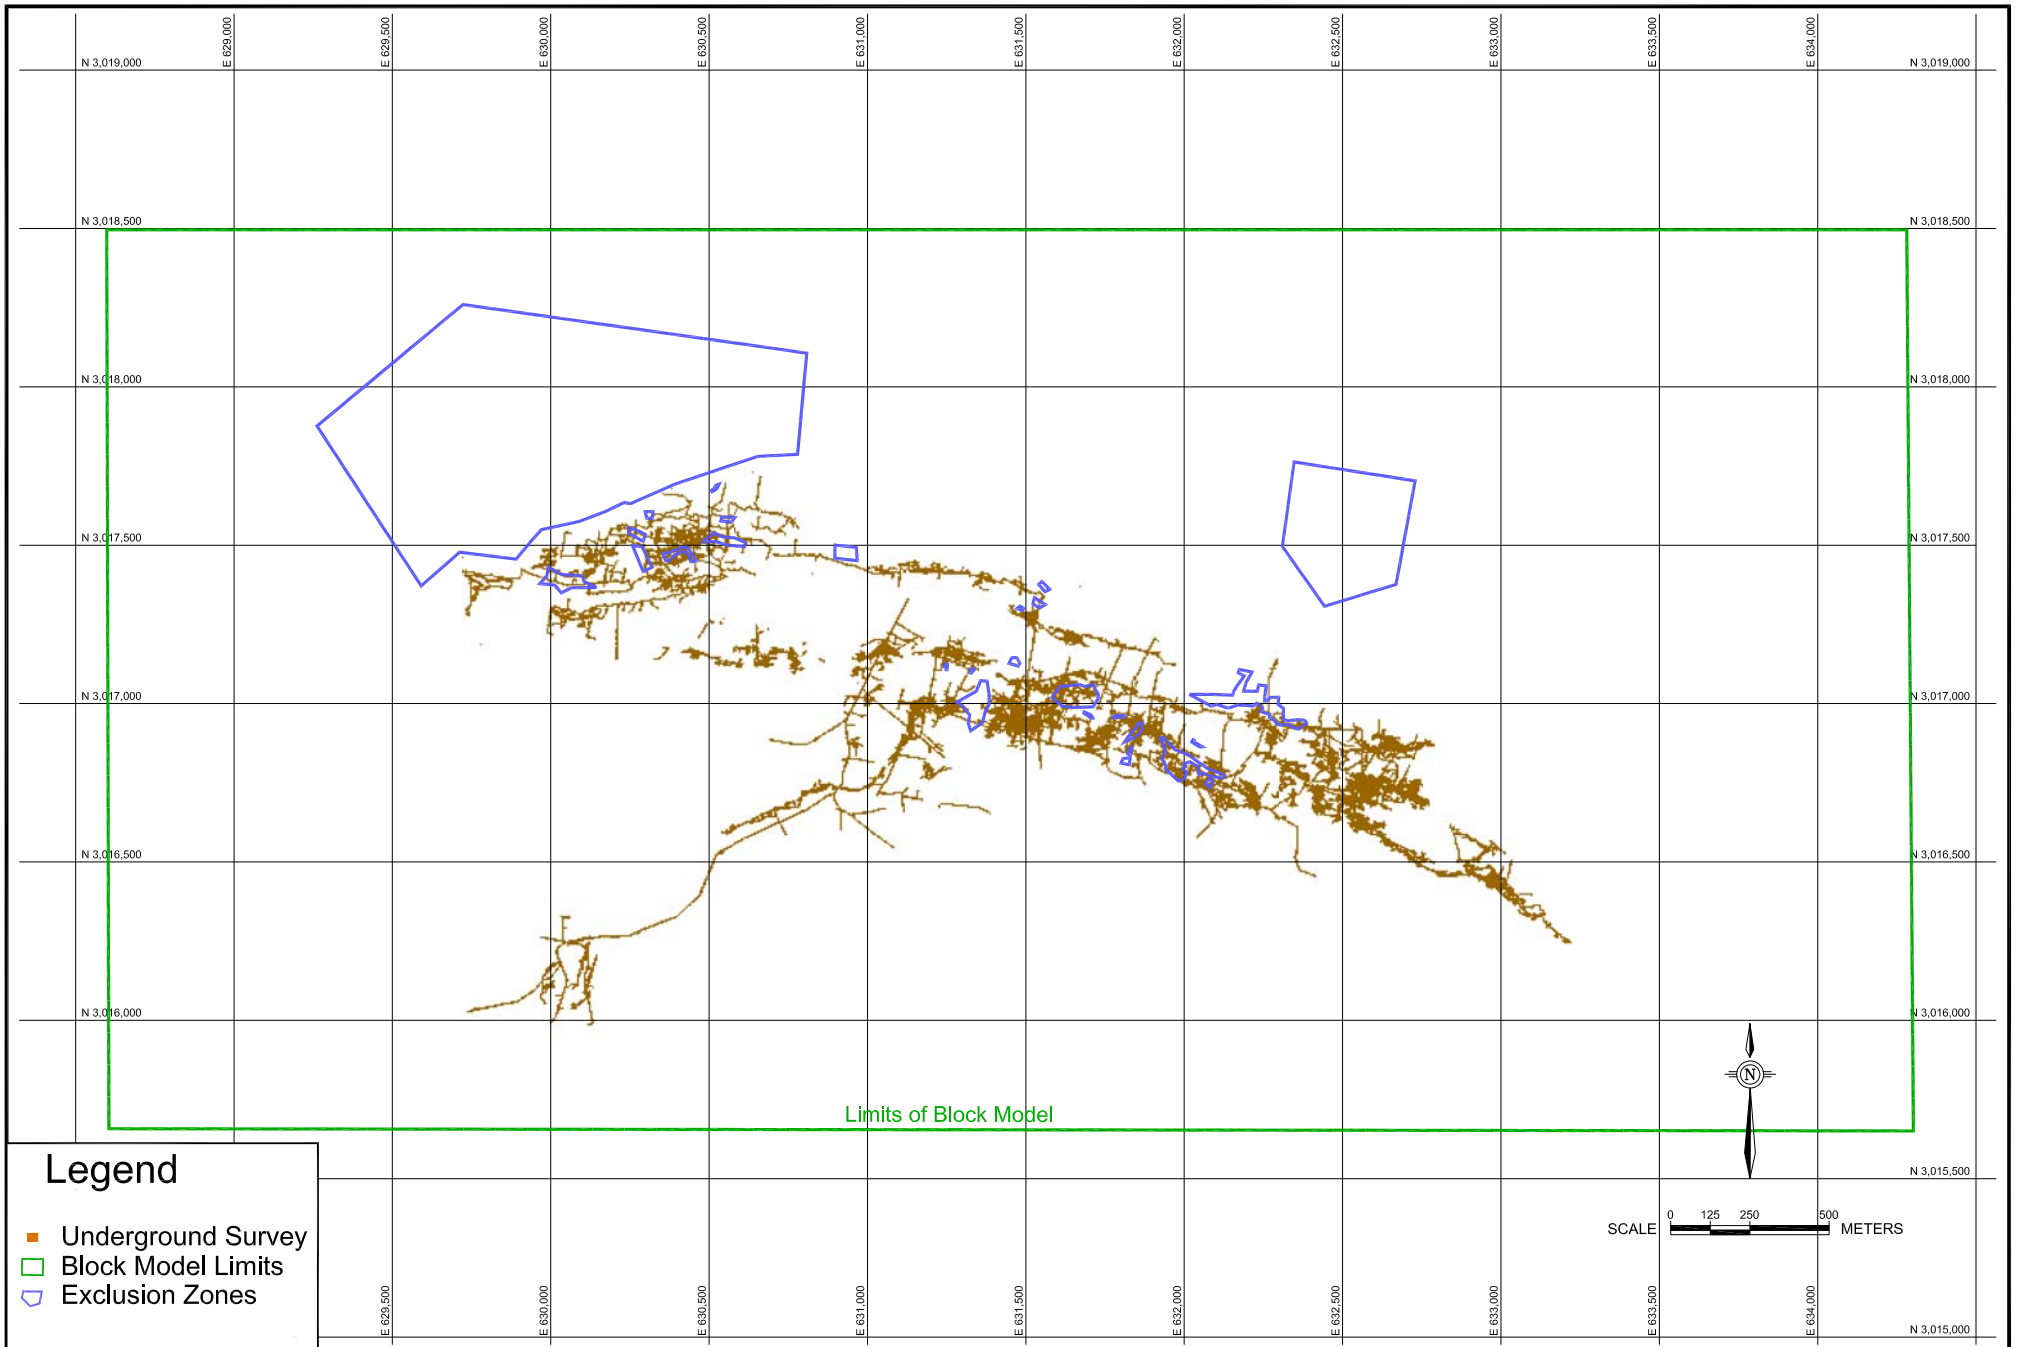 E 629,000
E 629,500
E 630,000
E 630,500
E 631,000
E 631,500
E 632,000
E 632,500
E 633,000
E 633,500
E 634,000
N 3,019,000
N 3,019,000
N 3,018,500
N 3,018,500
N 3,018,000
N 3,018,000
N 3,017,500
N 3,017,500
N 3,017,000
N 3,017,000
N 3,016,500
N 3,016,500
N 3,016,000
N 3,016,000
N
Limits of Block Model
N 3,015,500
Legend
Underground Survey
Block Model Limits
Exclusion Zones
0 125 250 500
SCALE METERS
E 629,500
E 630,000
E 630,500
E 631,000
E 631,500
E 632,000
E 632,500
E 633,000
E 633,500
E 634,000
N 3,015,000